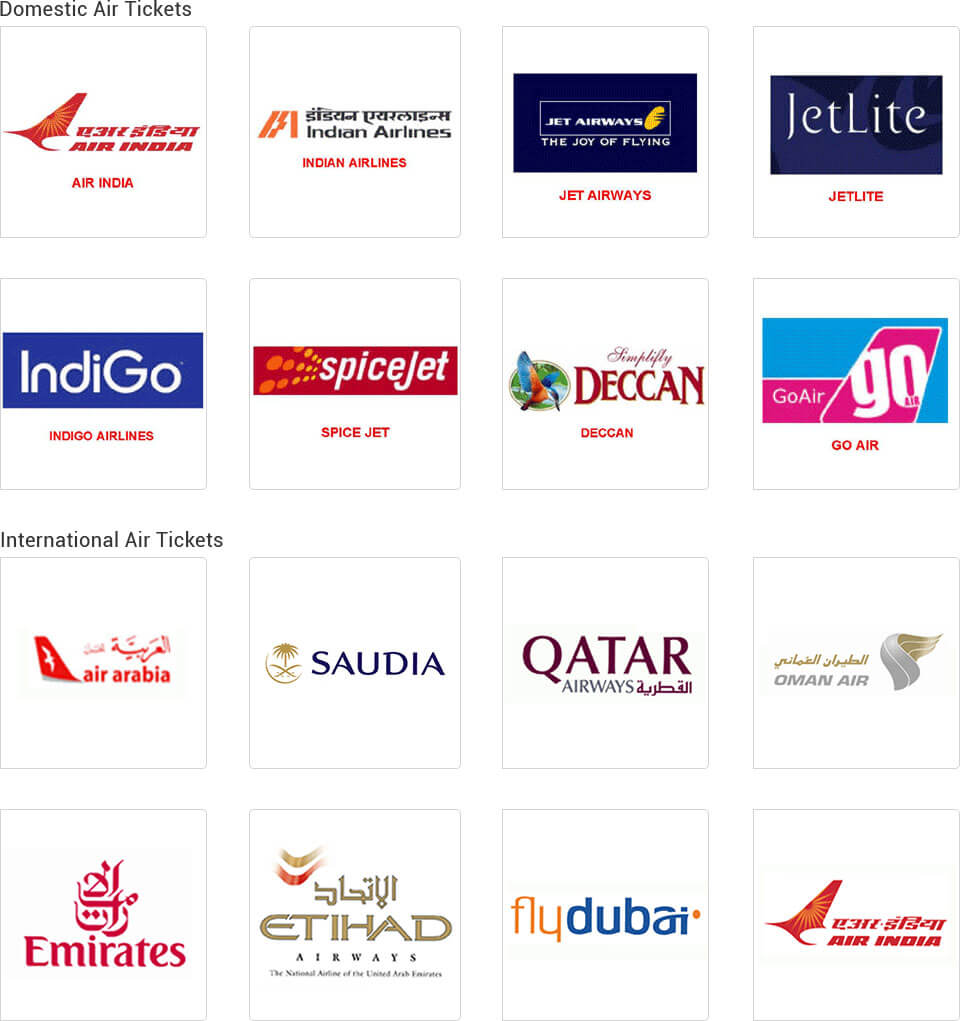 Domestic Air Tickets
एअर इंडिया
AIR INDIA
AIR INDIA
इंडियन एयरलाइन्स
Indian Airlines
INDIAN AIRLINES
JET AIRWAYS
THE JOY OF FLYING
JET AIRWAYS
JetLite
JETLITE
IndiGo
INDIGO AIRLINES
spiceJet
SPICE JET
Simplifly
DECCAN
DECCAN
GoAir
go
AIR
GO AIR
International Air Tickets
العربية
air arabia
SAUDIA
QATAR
AIRWAYS القطرية
الطيران العماني
OMAN AIR
Emirates
الإتحاد
ETIHAD
AIRWAYS
The National Airline of the United Arab Emirates
flydubai
एअर इंडिया
AIR INDIA